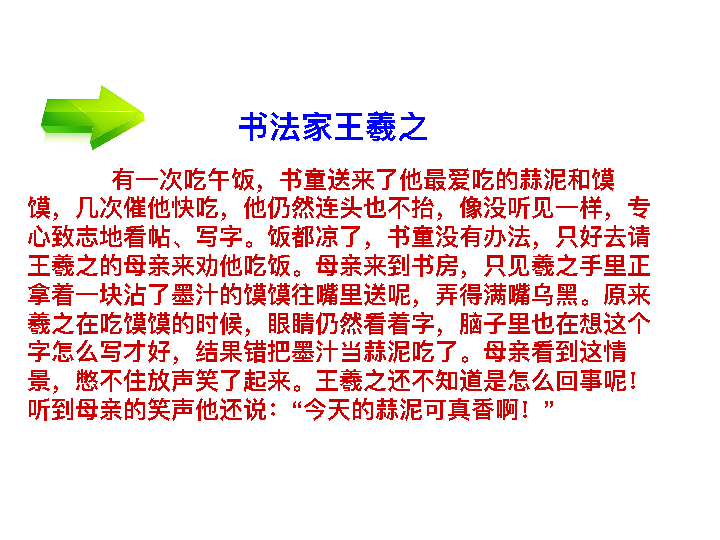 书法家王羲之
有一次吃午饭，书童送来了他最爱吃的蒜泥和馍
馍，几次催他快吃，他仍然连头也不抬，像没听见一样，专
心致志地看帖、写字。饭都凉了，书童没有办法，只好去请
王羲之的母亲来劝他吃饭。母亲来到书房，只见羲之手里正
拿着一块沾了墨汁的馍馍往嘴里送呢，弄得满嘴乌黑。原来
羲之在吃馍馍的时候，眼睛仍然看着字，脑子里也在想这个
字怎么写才好，结果错把墨汁当蒜泥吃了。母亲看到这情
景，憋不住放声笑了起来。王羲之还不知道是怎么回事呢！
听到母亲的笑声他还说：“今天的蒜泥可真香啊！”